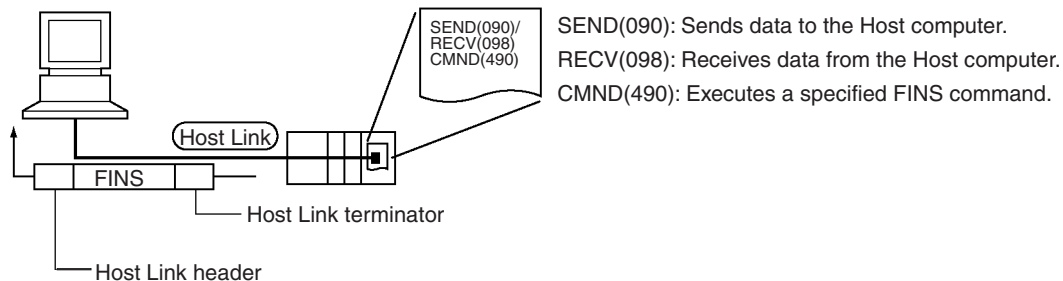 SEND(090)/
RECV(098)
CMND(490)
SEND(090): Sends data to the Host computer.
RECV(098): Receives data from the Host computer.
CMND(490): Executes a specified FINS command.
Host Link
FINS
Host Link terminator
Host Link header